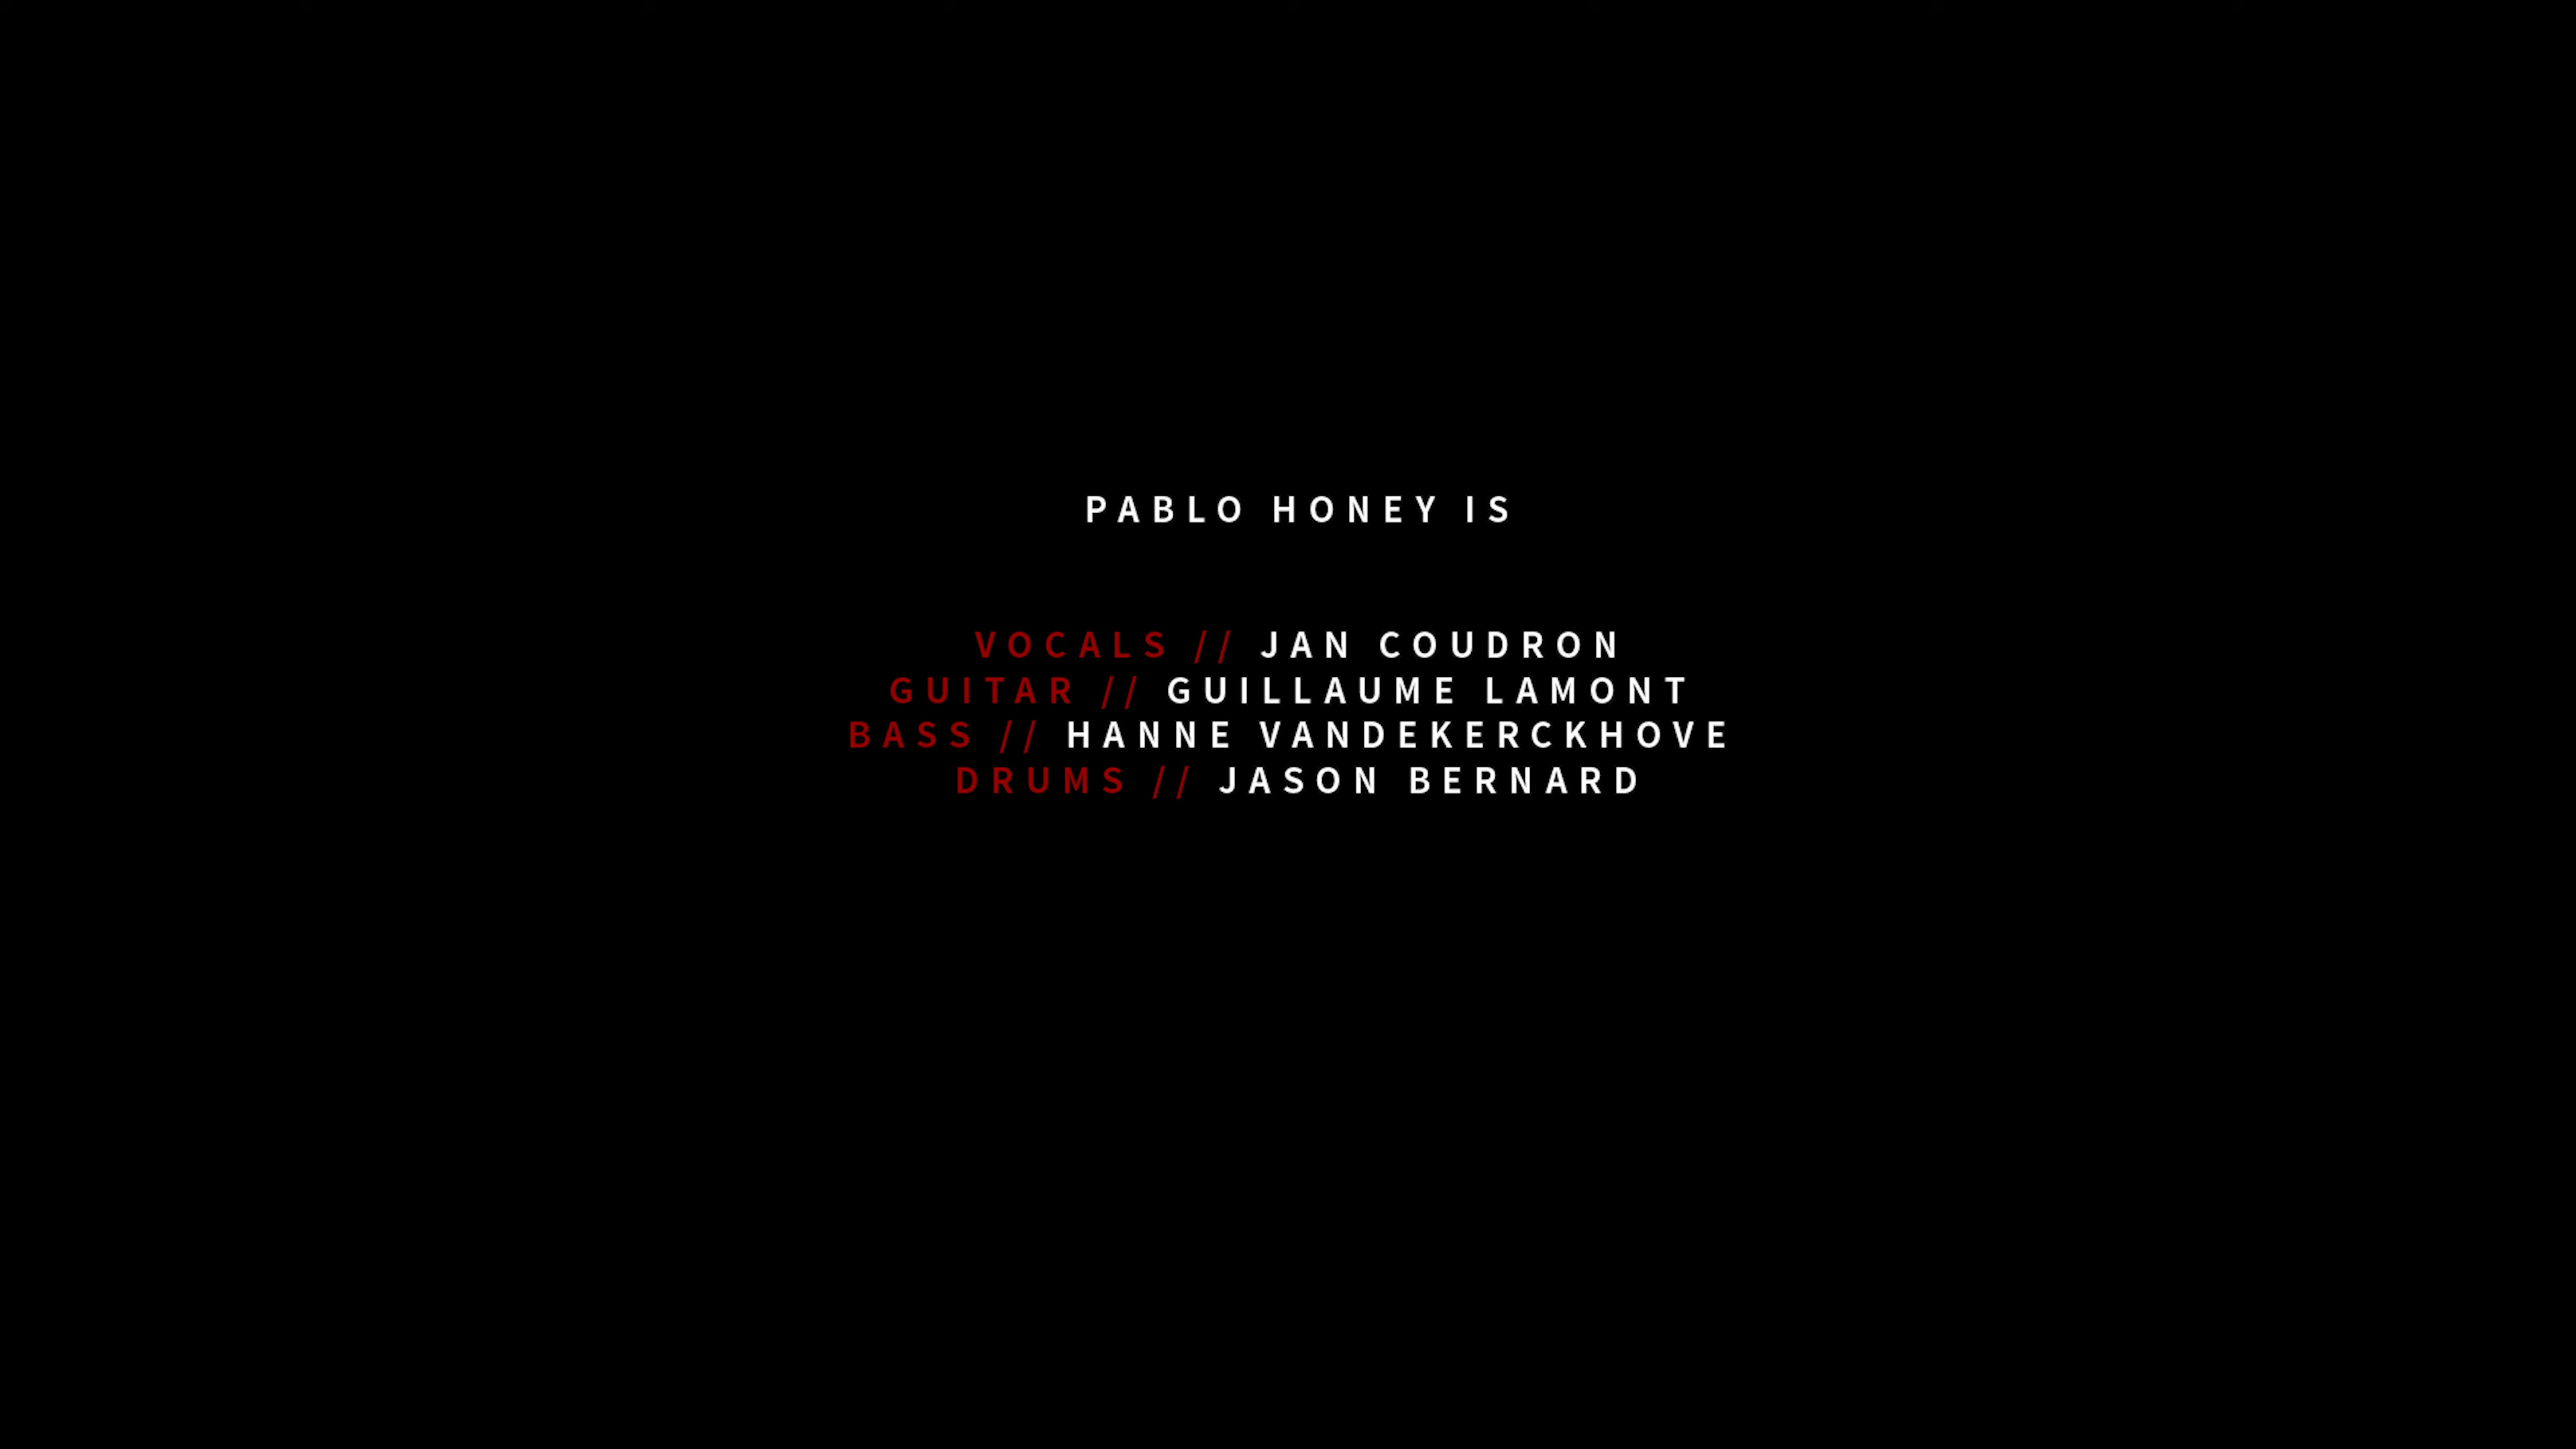 PABLO HONEY IS
VOCALS // JAN COUDRON
GUITAR // GUILLAUME LAMONT
BASS // HANNE VANDEKERCKHOVE
DRUMS // JASON BERNARD